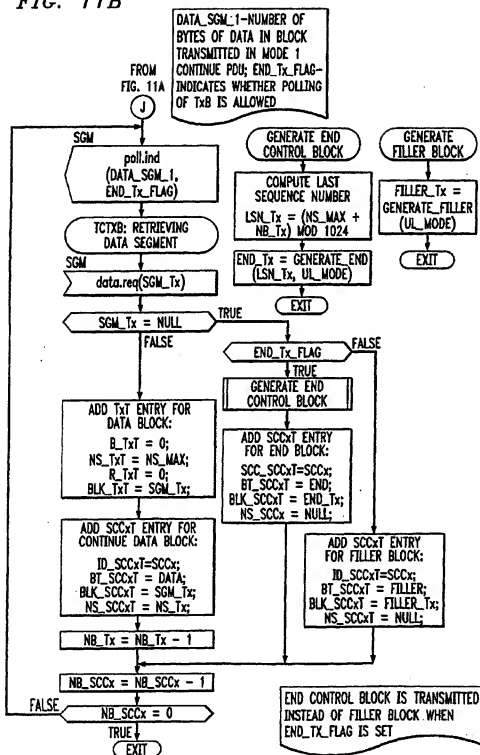 FIG. 11B
DATA_SGM_1-NUMBER OF
BYTES OF DATA IN BLOCK
TRANSMITTED IN MODE 1
CONTINUE PDU; END_Tx_FLAG-
INDICATES WHETHER POLLING
OF TxB IS ALLOWED
FROM
FIG. 11A
J
SGM
poll.ind
(DATA_SGM_1,
END_Tx_FLAG)
TCTXB: RETRIEVING
DATA SEGMENT
SGM
data.req(SGM_Tx)
SGM_Tx = NULL
TRUE
FALSE
GENERATE END
CONTROL BLOCK
COMPUTE LAST
SEQUENCE NUMBER
LSN_Tx = (NS_MAX +
NB_Tx) MOD 1024
END_Tx = GENERATE_END
(LSN_Tx, UL_MODE)
EXIT
GENERATE
FILLER BLOCK
FILLER_Tx =
GENERATE_FILLER
(UL_MODE)
EXIT
END_Tx_FLAG
FALSE
TRUE
GENERATE END
CONTROL BLOCK
ADD TxT ENTRY FOR
DATA BLOCK:
B_TxT = 0;
NS_TxT = NS_MAX;
R_TxT = 0;
BLK_TxT = SGM_Tx;
ADD SCCxT ENTRY
FOR END BLOCK:
SCC_SCCxT=SCCx;
BT_SCCxT = END;
BLK_SCCxT = END_Tx;
NS_SCCx = NULL;
ADD SCCxT ENTRY FOR
CONTINUE DATA BLOCK:
ID_SCCxT=SCCx;
BT_SCCxT = DATA;
BLK_SCCxT = SGM_Tx;
NS_SCCxT = NS_Tx;
ADD SCCxT ENTRY
FOR FILLER BLOCK:
ID_SCCxT=SCCx;
BT_SCCxT = FILLER;
BLK_SCCxT = FILLER_Tx;
NS_SCCxT = NULL;
NB_Tx = NB_Tx - 1
NB_SCCx = NB_SCCx - 1
FALSE
NB_SCCx = 0
TRUE
EXIT
END CONTROL BLOCK IS TRANSMITTED
INSTEAD OF FILLER BLOCK WHEN
END_TX_FLAG IS SET